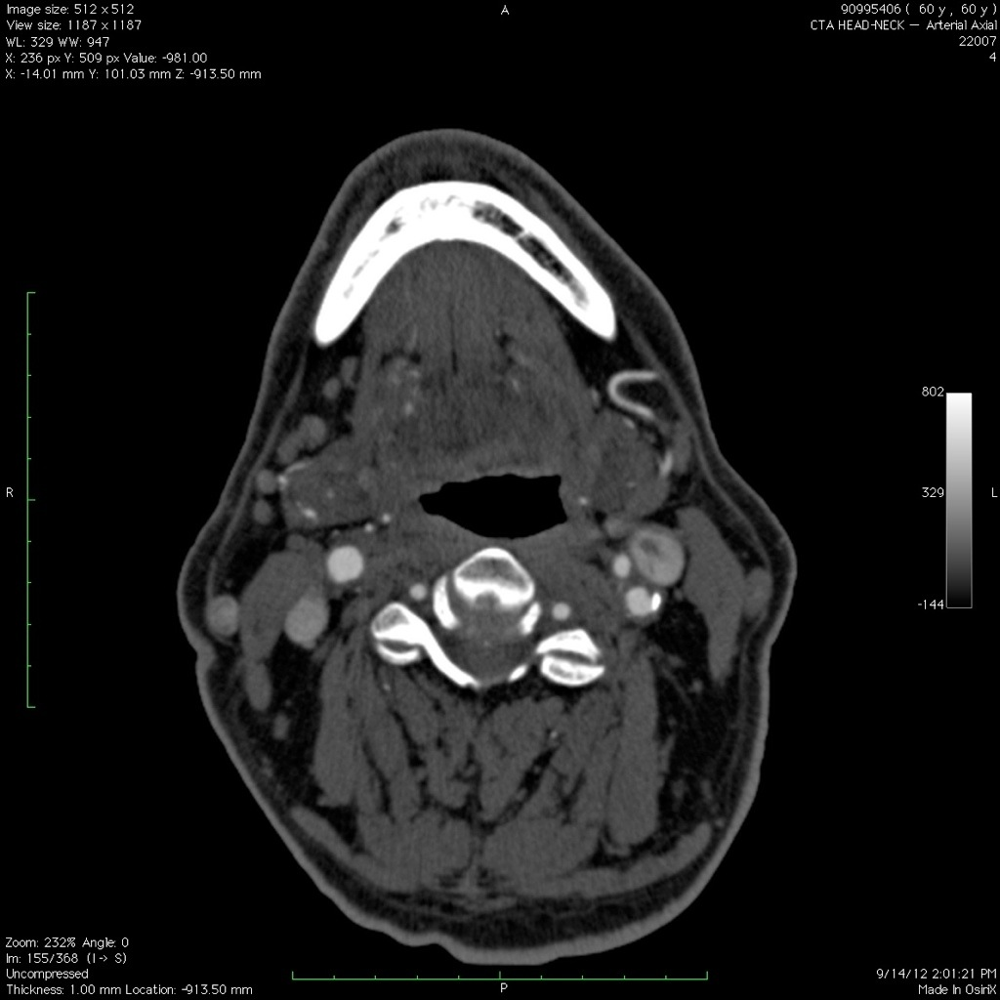 Image size: 512 x 512
View size: 1187 x 1187
WL: 329 WW: 947
X: 236 px Y: 509 px Value: -981.00
X: -14.01 mm Y: 101.03 mm Z: -913.50 mm
A
90995406 ( 60 y , 60 y )
CTA HEAD-NECK — Arterial Axial
22007
4
802
R
329
L
-144
Zoom: 232% Angle: 0
Im: 155/368 (I -> S)
Uncompressed
Thickness: 1.00 mm Location: -913.50 mm
P
9/14/12 2:01:21 PM
Made In OsiriX